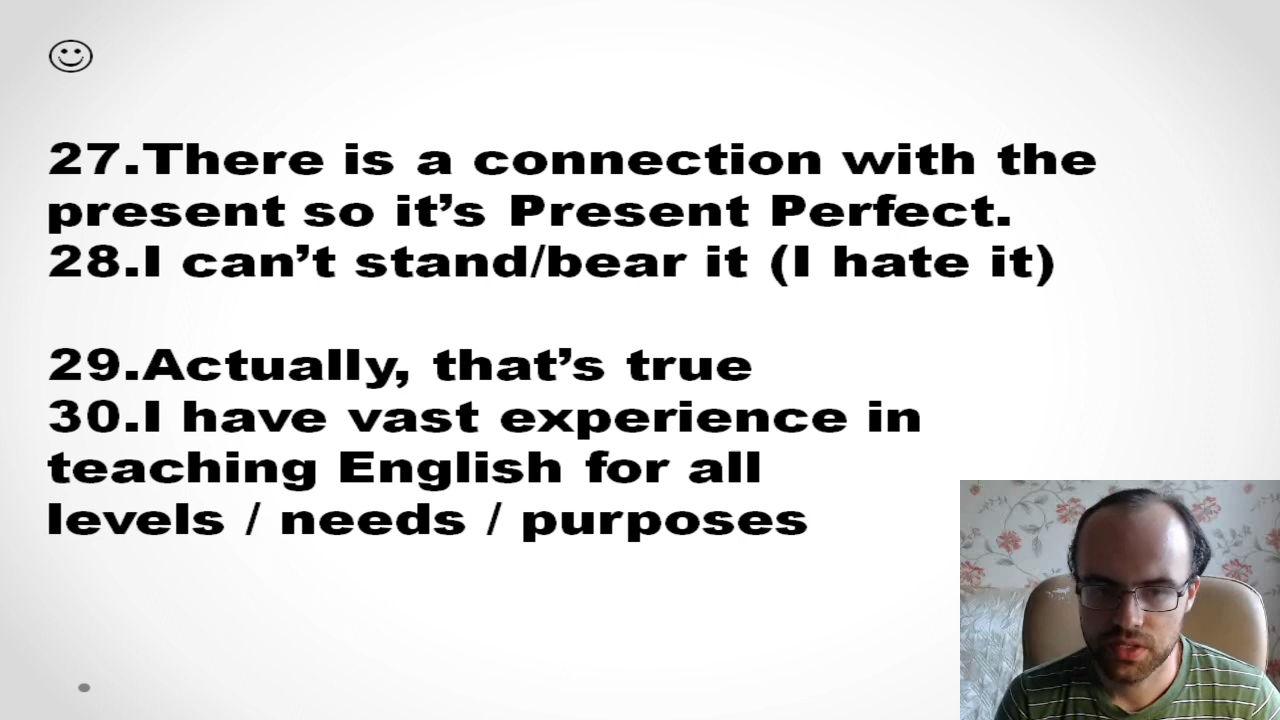 27.There is a connection with the
present so it’s Present Perfect.
28.I can’t stand/bear it (I hate it)
29.Actually, that’s true
30.I have vast experience in
teaching English for all
levels / needs / purposes